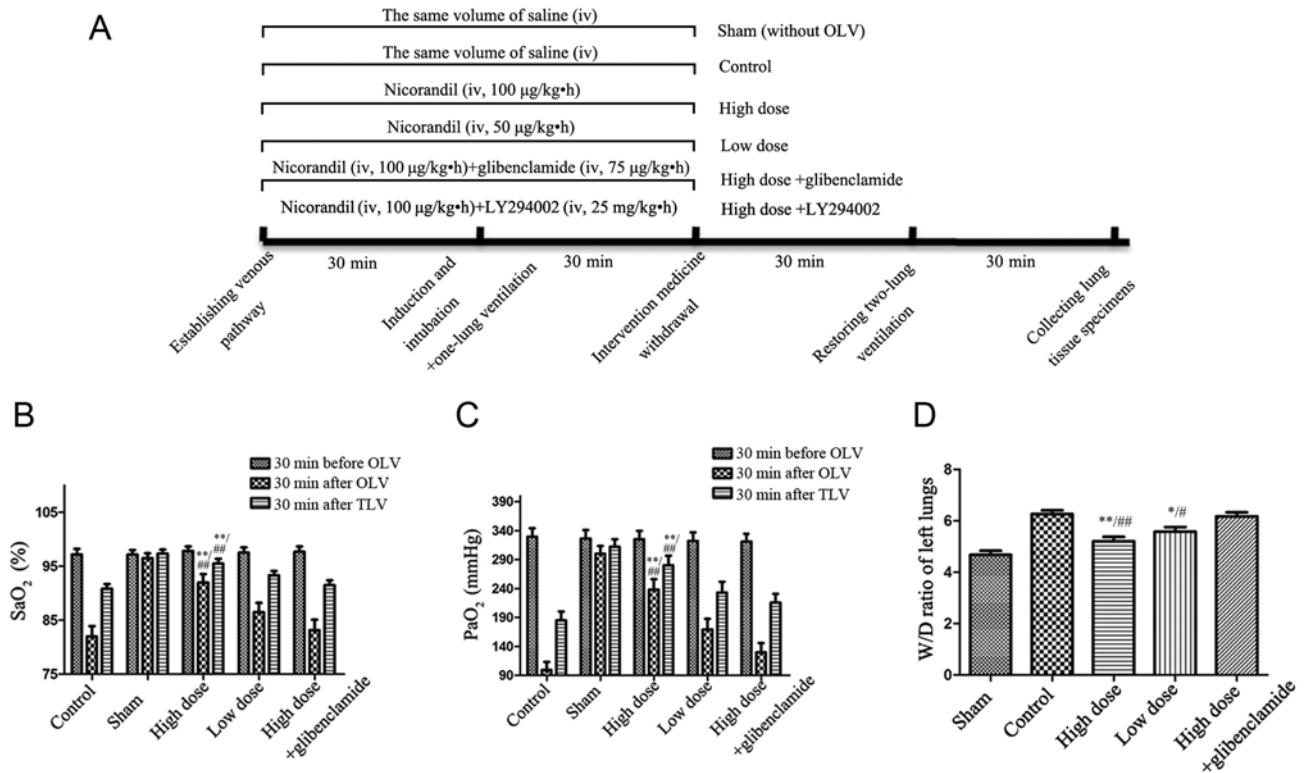 A
The same volume of saline (iv)
Sham (without OLV)
The same volume of saline (iv)
Control
Nicorandil (iv, 100 μg/kg•h)
High dose
Nicorandil (iv, 50 μg/kg•h)
Low dose
Nicorandil (iv, 100 μg/kg•h)+glibenclamide (iv, 75 μg/kg•h)
High dose +glibenclamide
Nicorandil (iv, 100 μg/kg•h)+LY294002 (iv, 25 mg/kg•h)
High dose +LY294002
30 min
30 min
30 min
30 min
Establishing venous
pathway
Induction and
intubation
+one-lung ventilation
Intervention medicine
withdrawal
Restoring two-lung
ventilation
Collecting lung
tissue specimens
B
30 min before OLV
30 min after OLV
30 min after TLV
SaO2 (%)
105
95
85
75
**/
##
**/
##
Control
Sham
High dose
Low dose
High dose
+glibenclamide
C
30 min before OLV
30 min after OLV
30 min after TLV
PaO2 (mmHg)
390
340
290
240
190
140
90
**/
##
**/
##
Control
Sham
High dose
Low dose
High dose
+glibenclamide
D
W/D ratio of left lungs
8
6
4
2
0
**/##
*/#
Sham
Control
High dose
Low dose
High dose
+glibenclamide